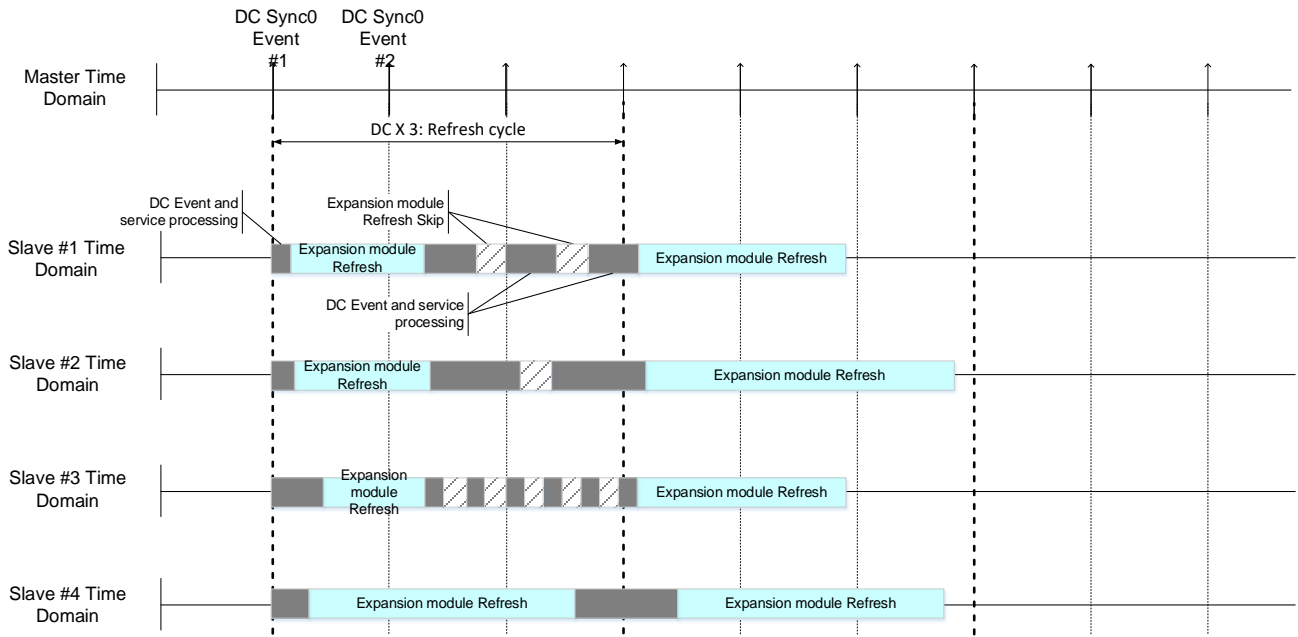 DC Sync0
Event
#1
DC Sync0
Event
#2
Master Time
Domain
DC X 3: Refresh cycle
DC Event and
service processing
Expansion module
Refresh Skip
Slave #1 Time
Domain
Expansion module
Refresh
Expansion module Refresh
DC Event and service
processing
Slave #2 Time
Domain
Expansion module
Refresh
Expansion module Refresh
Slave #3 Time
Domain
Expansion
module
Refresh
Expansion module Refresh
Slave #4 Time
Domain
Expansion module Refresh
Expansion module Refresh